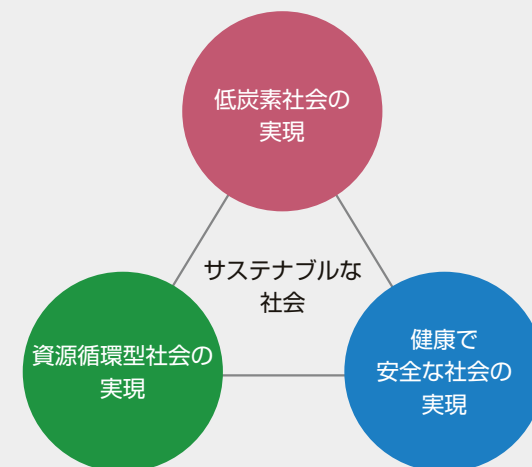 低炭素社会の
実現
サステナブルな
社会
資源循環型社会の
実現
健康で
安全な社会の
実現